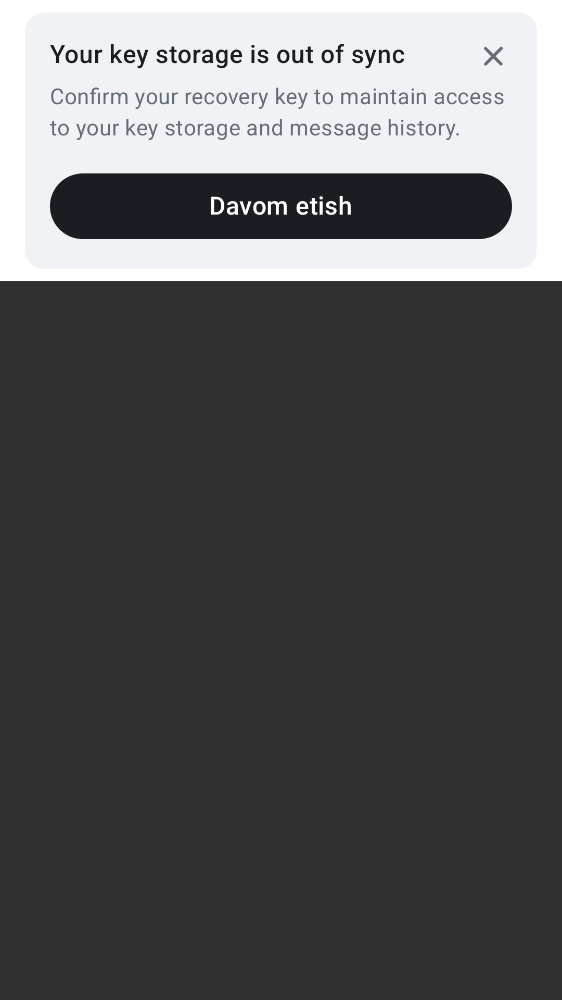 Your key storage is out of sync
Confirm your recovery key to maintain access
to your key storage and message history.
Davom etish